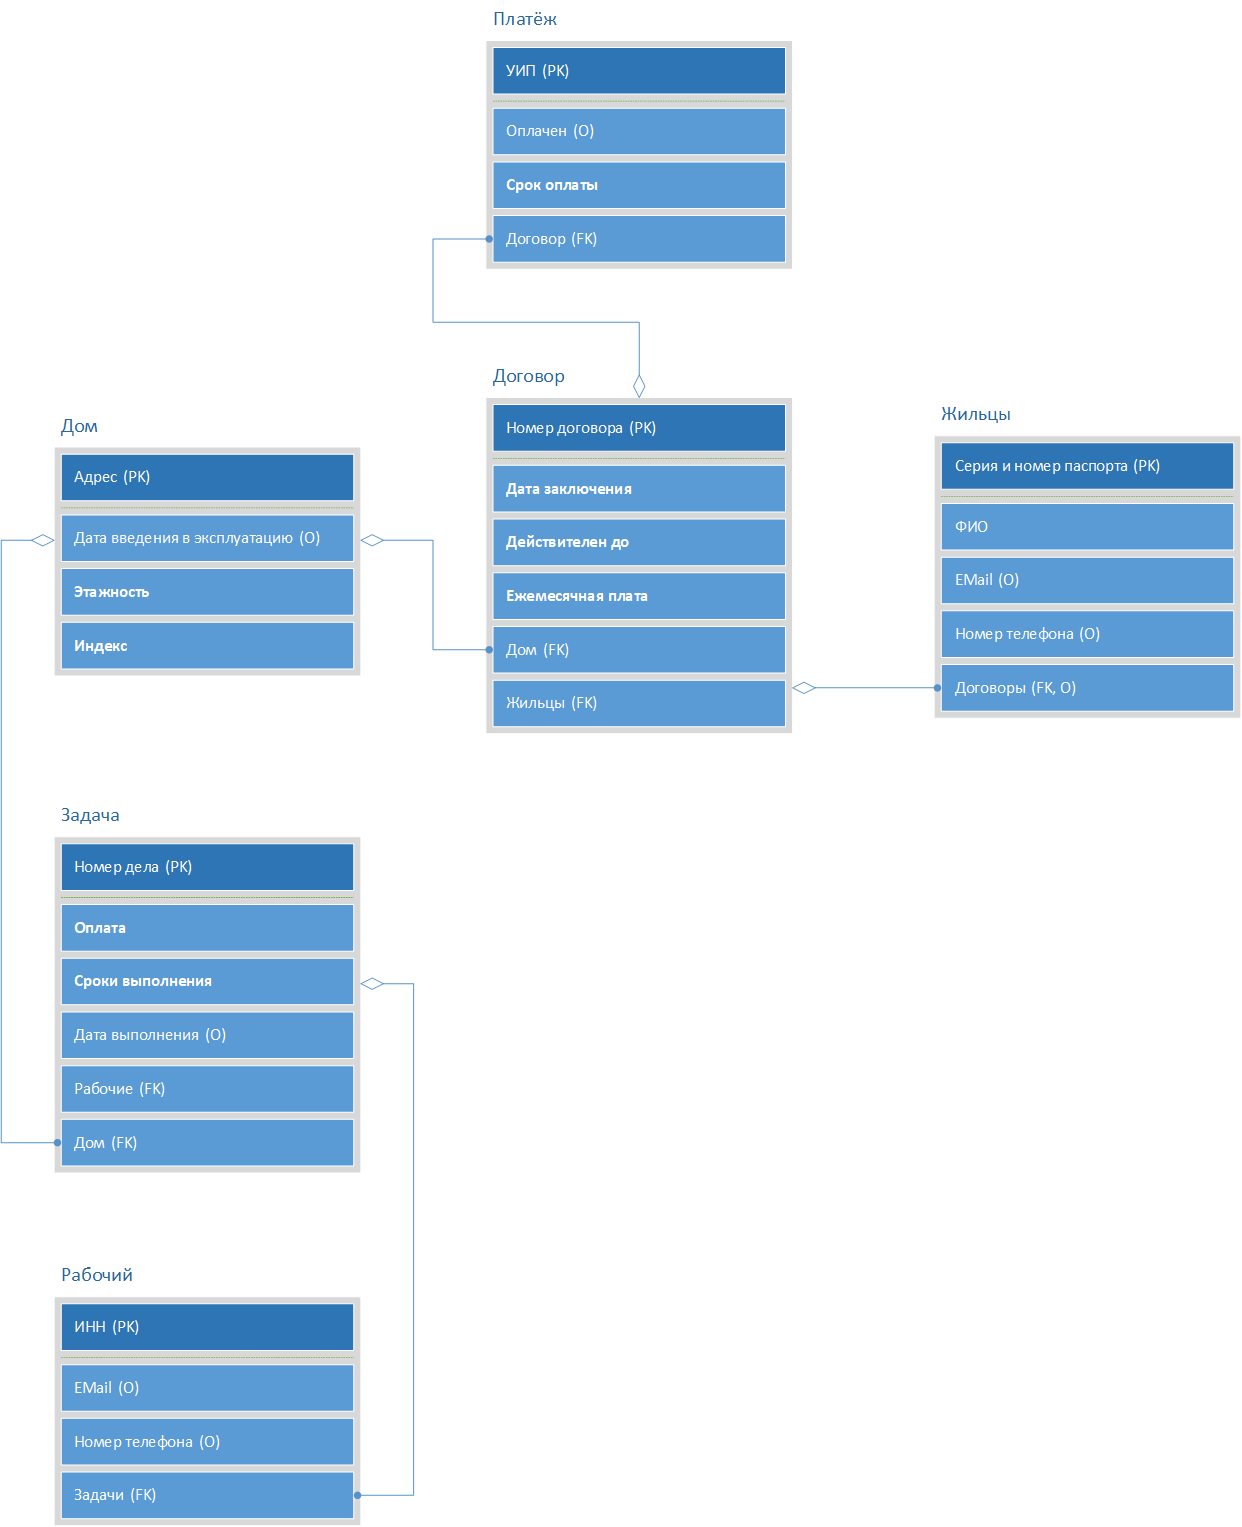 Платёж
УИП (PK)
Оплачен (O)
Срок оплаты
Договор (FK)
Договор
Номер договора (PK)
Дата заключения
Действителен до
Ежемесячная плата
Дом (FK)
Жильцы (FK)
Жильцы
Серия и номер паспорта (PK)
ФИО
EMail (O)
Номер телефона (O)
Договоры (FK, O)
Дом
Адрес (PK)
Дата введения в эксплуатацию (O)
Этажность
Индекс
Задача
Номер дела (PK)
Оплата
Сроки выполнения
Дата выполнения (O)
Рабочие (FK)
Дом (FK)
Рабочий
ИНН (PK)
EMail (O)
Номер телефона (O)
Задачи (FK)